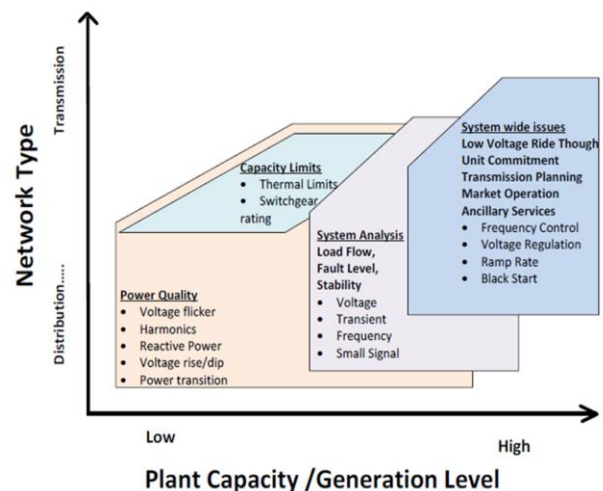 Network Type
Transmission
Distribution.....
Capacity Limits
• Thermal Limits
• Switchgear
rating
Power Quality
• Voltage flicker
• Harmonics
• Reactive Power
• Voltage rise/dip
• Power transition
System Analysis
Load Flow,
Fault Level,
Stability
• Voltage
• Transient
• Frequency
• Small Signal
System wide issues
Low Voltage Ride Though
Unit Commitment
Transmission Planning
Market Operation
Ancillary Services
• Frequency Control
• Voltage Regulation
• Ramp Rate
• Black Start
Low
High
Plant Capacity /Generation Level